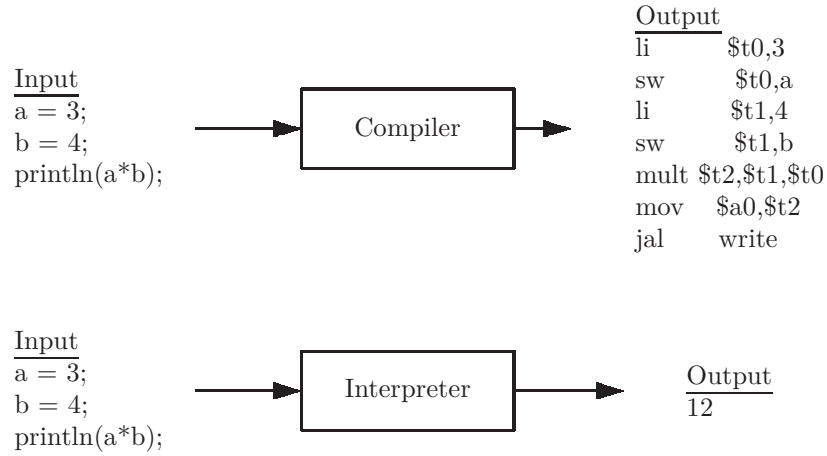 Input
a = 3;
b = 4;
println(a*b);
Compiler
Output
li $t0,3
sw $t0,a
li $t1,4
sw $t1,b
mult $t2,$t1,$t0
mov $a0,$t2
jal write
Input
a = 3;
b = 4;
println(a*b);
Interpreter
Output
12